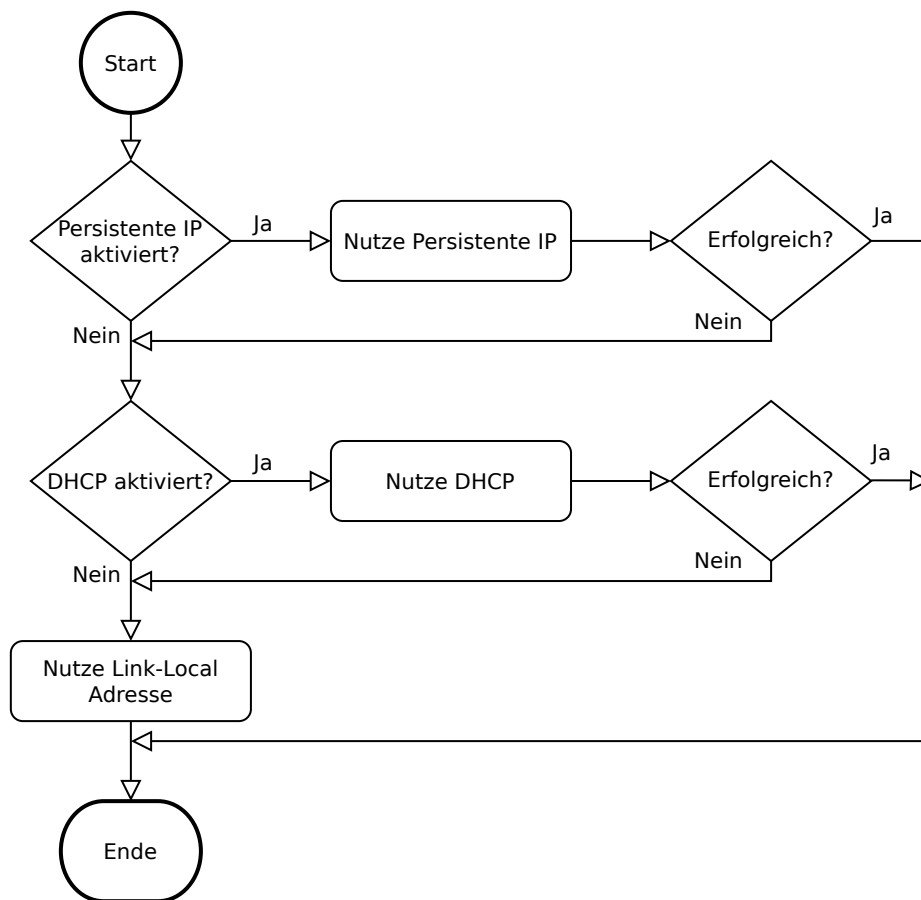 Start
Persistente IP
aktiviert?
Ja
Nutze Persistente IP
Erfolgreich?
Ja
Nein
Nein
DHCP aktiviert?
Ja
Nutze DHCP
Erfolgreich?
Ja
Nein
Nein
Nutze Link-Local
Adresse
Ende